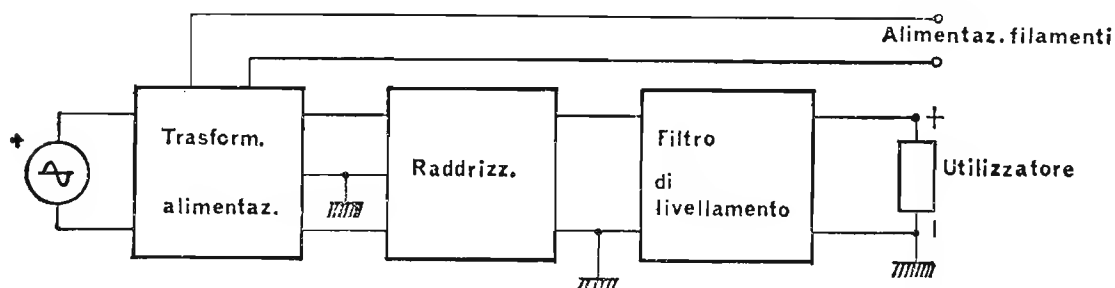 Alimentaz. filamenti
+
Trasform.
alimentaz.
Raddrizz.
Filtro
di
livellamento
+
Utilizzatore
-